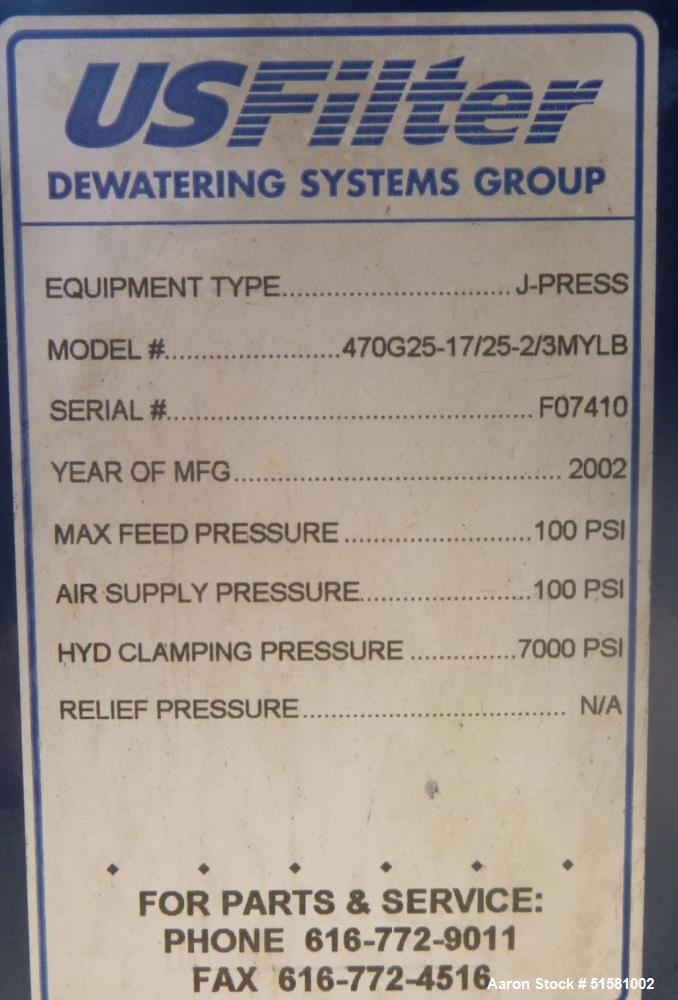 USFilter
DEWATERING SYSTEMS GROUP
EQUIPMENT TYPE..............................J-PRESS
MODEL #.......................470G25-17/25-2/3MYLB
SERIAL #................................................ F07410
YEAR OF MFG........................................... 2002
MAX FEED PRESSURE........................100 PSI
AIR SUPPLY PRESSURE......................100 PSI
HYD CLAMPING PRESSURE ..............7000 PSI
RELIEF PRESSURE.................................. N/A
FOR PARTS & SERVICE:
PHONE 616-772-9011
FAX 616-772-4516
Aaron Stock # 51581002